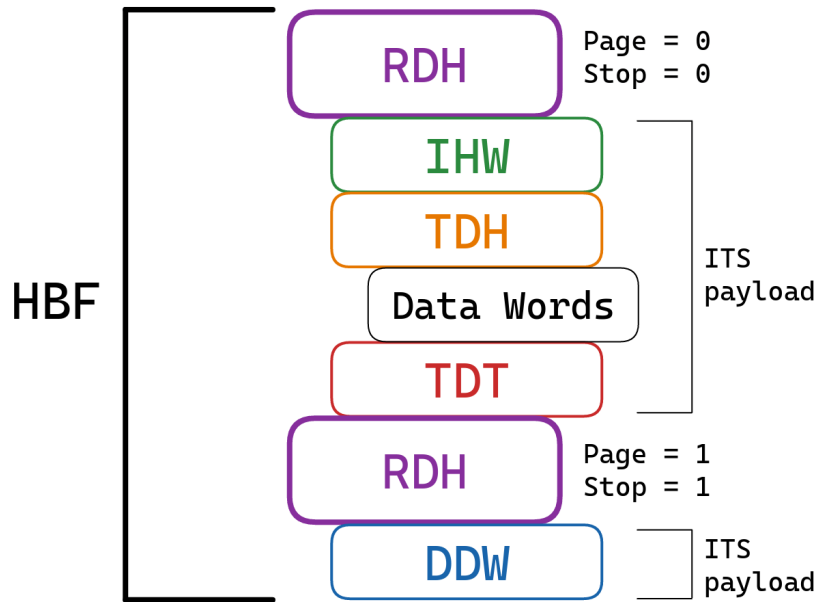 HBF
RDH
Page = 0
Stop = 0
IHW
TDH
Data Words
TDT
ITS
payload
RDH
Page = 1
Stop = 1
DDW
ITS
payload